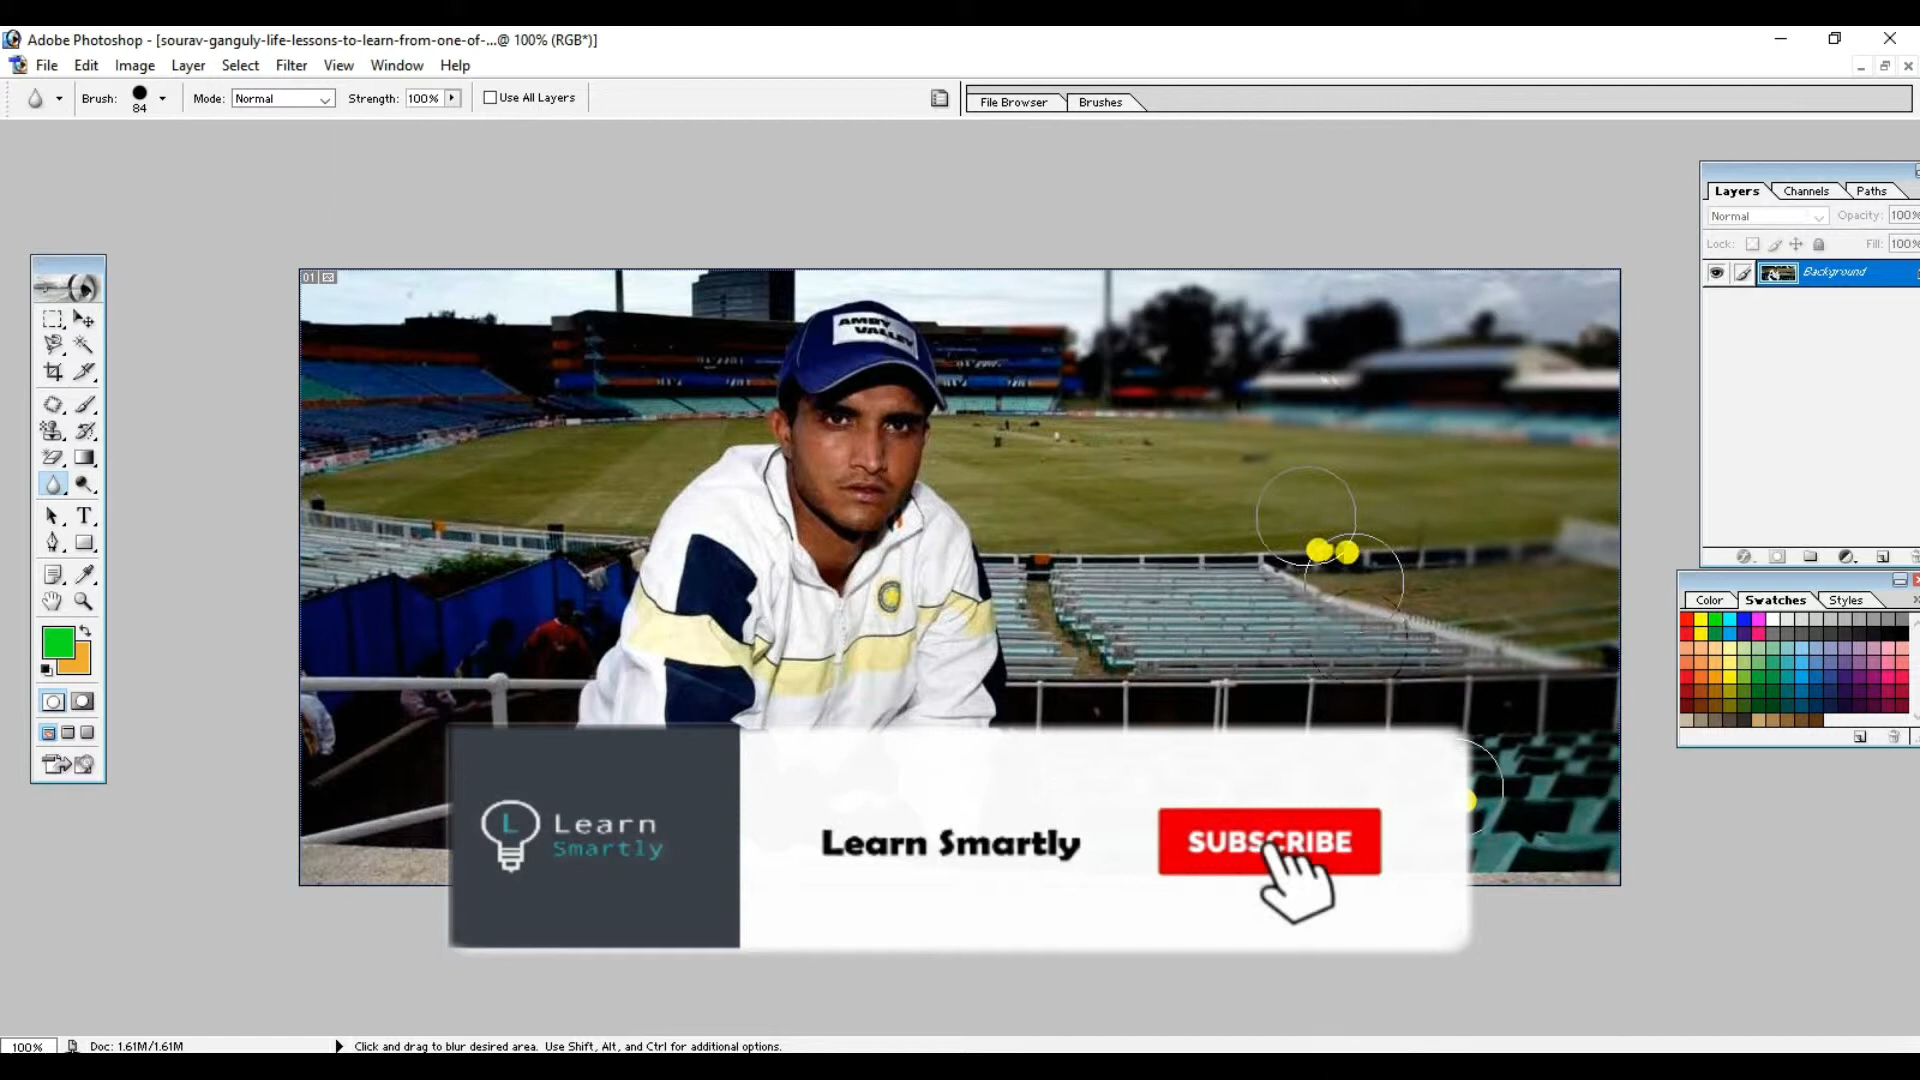 Adobe Photoshop - [sourav-ganguly-life-lessons-to-learn-from-one-of-...@ 100% (RGB*)]
File Edit Image Layer Select Filter View Window Help
Brush: 84 Mode: Normal Strength: 100% Use All Layers File Browser Brushes
Layers Channels Paths
Normal Opacity: 100%
Lock: Fill: 100%
Background
01
AMBY
VALLEY
Color Swatches Styles
L Learn
Smartly
Learn Smartly
SUBSCRIBE
100% Doc: 1.61M/1.61M Click and drag to blur desired area. Use Shift, Alt, and Ctrl for additional options.